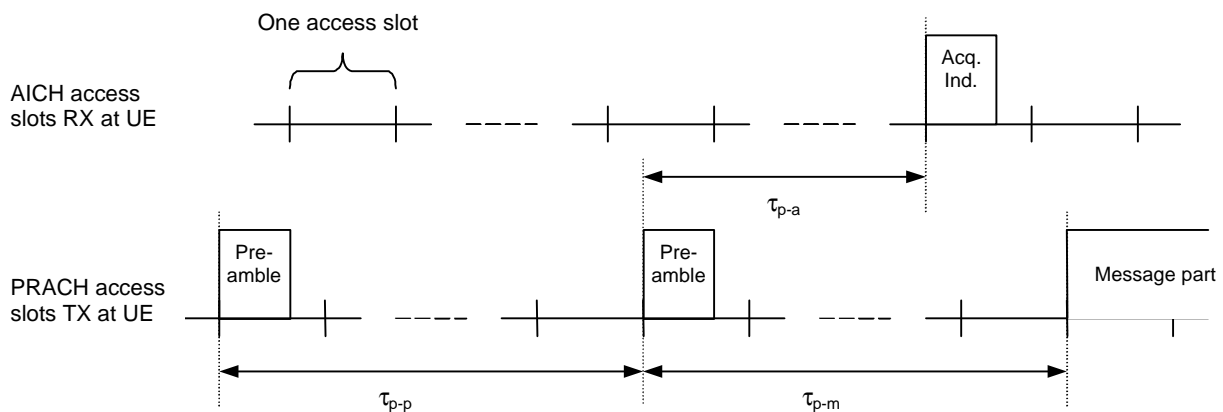 One access slot
AICH access
slots RX at UE
Acq.
Ind.
τp-a
Pre-
amble
Pre-
amble
Message part
PRACH access
slots TX at UE
τp-p
τp-m